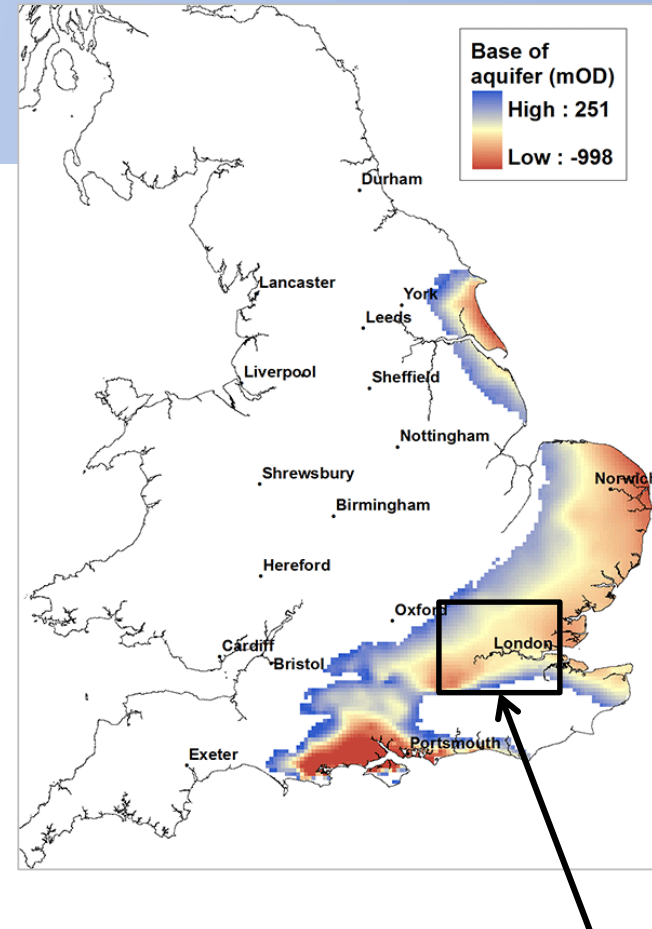 Base of
aquifer (mOD)
High : 251
Low : -998
Durham
Lancaster
York
Leeds
Liverpool
Sheffield
Nottingham
Shrewsbury
Norwich
Birmingham
Hereford
Oxford
London
Cardiff
Bristol
Portsmouth
Exeter